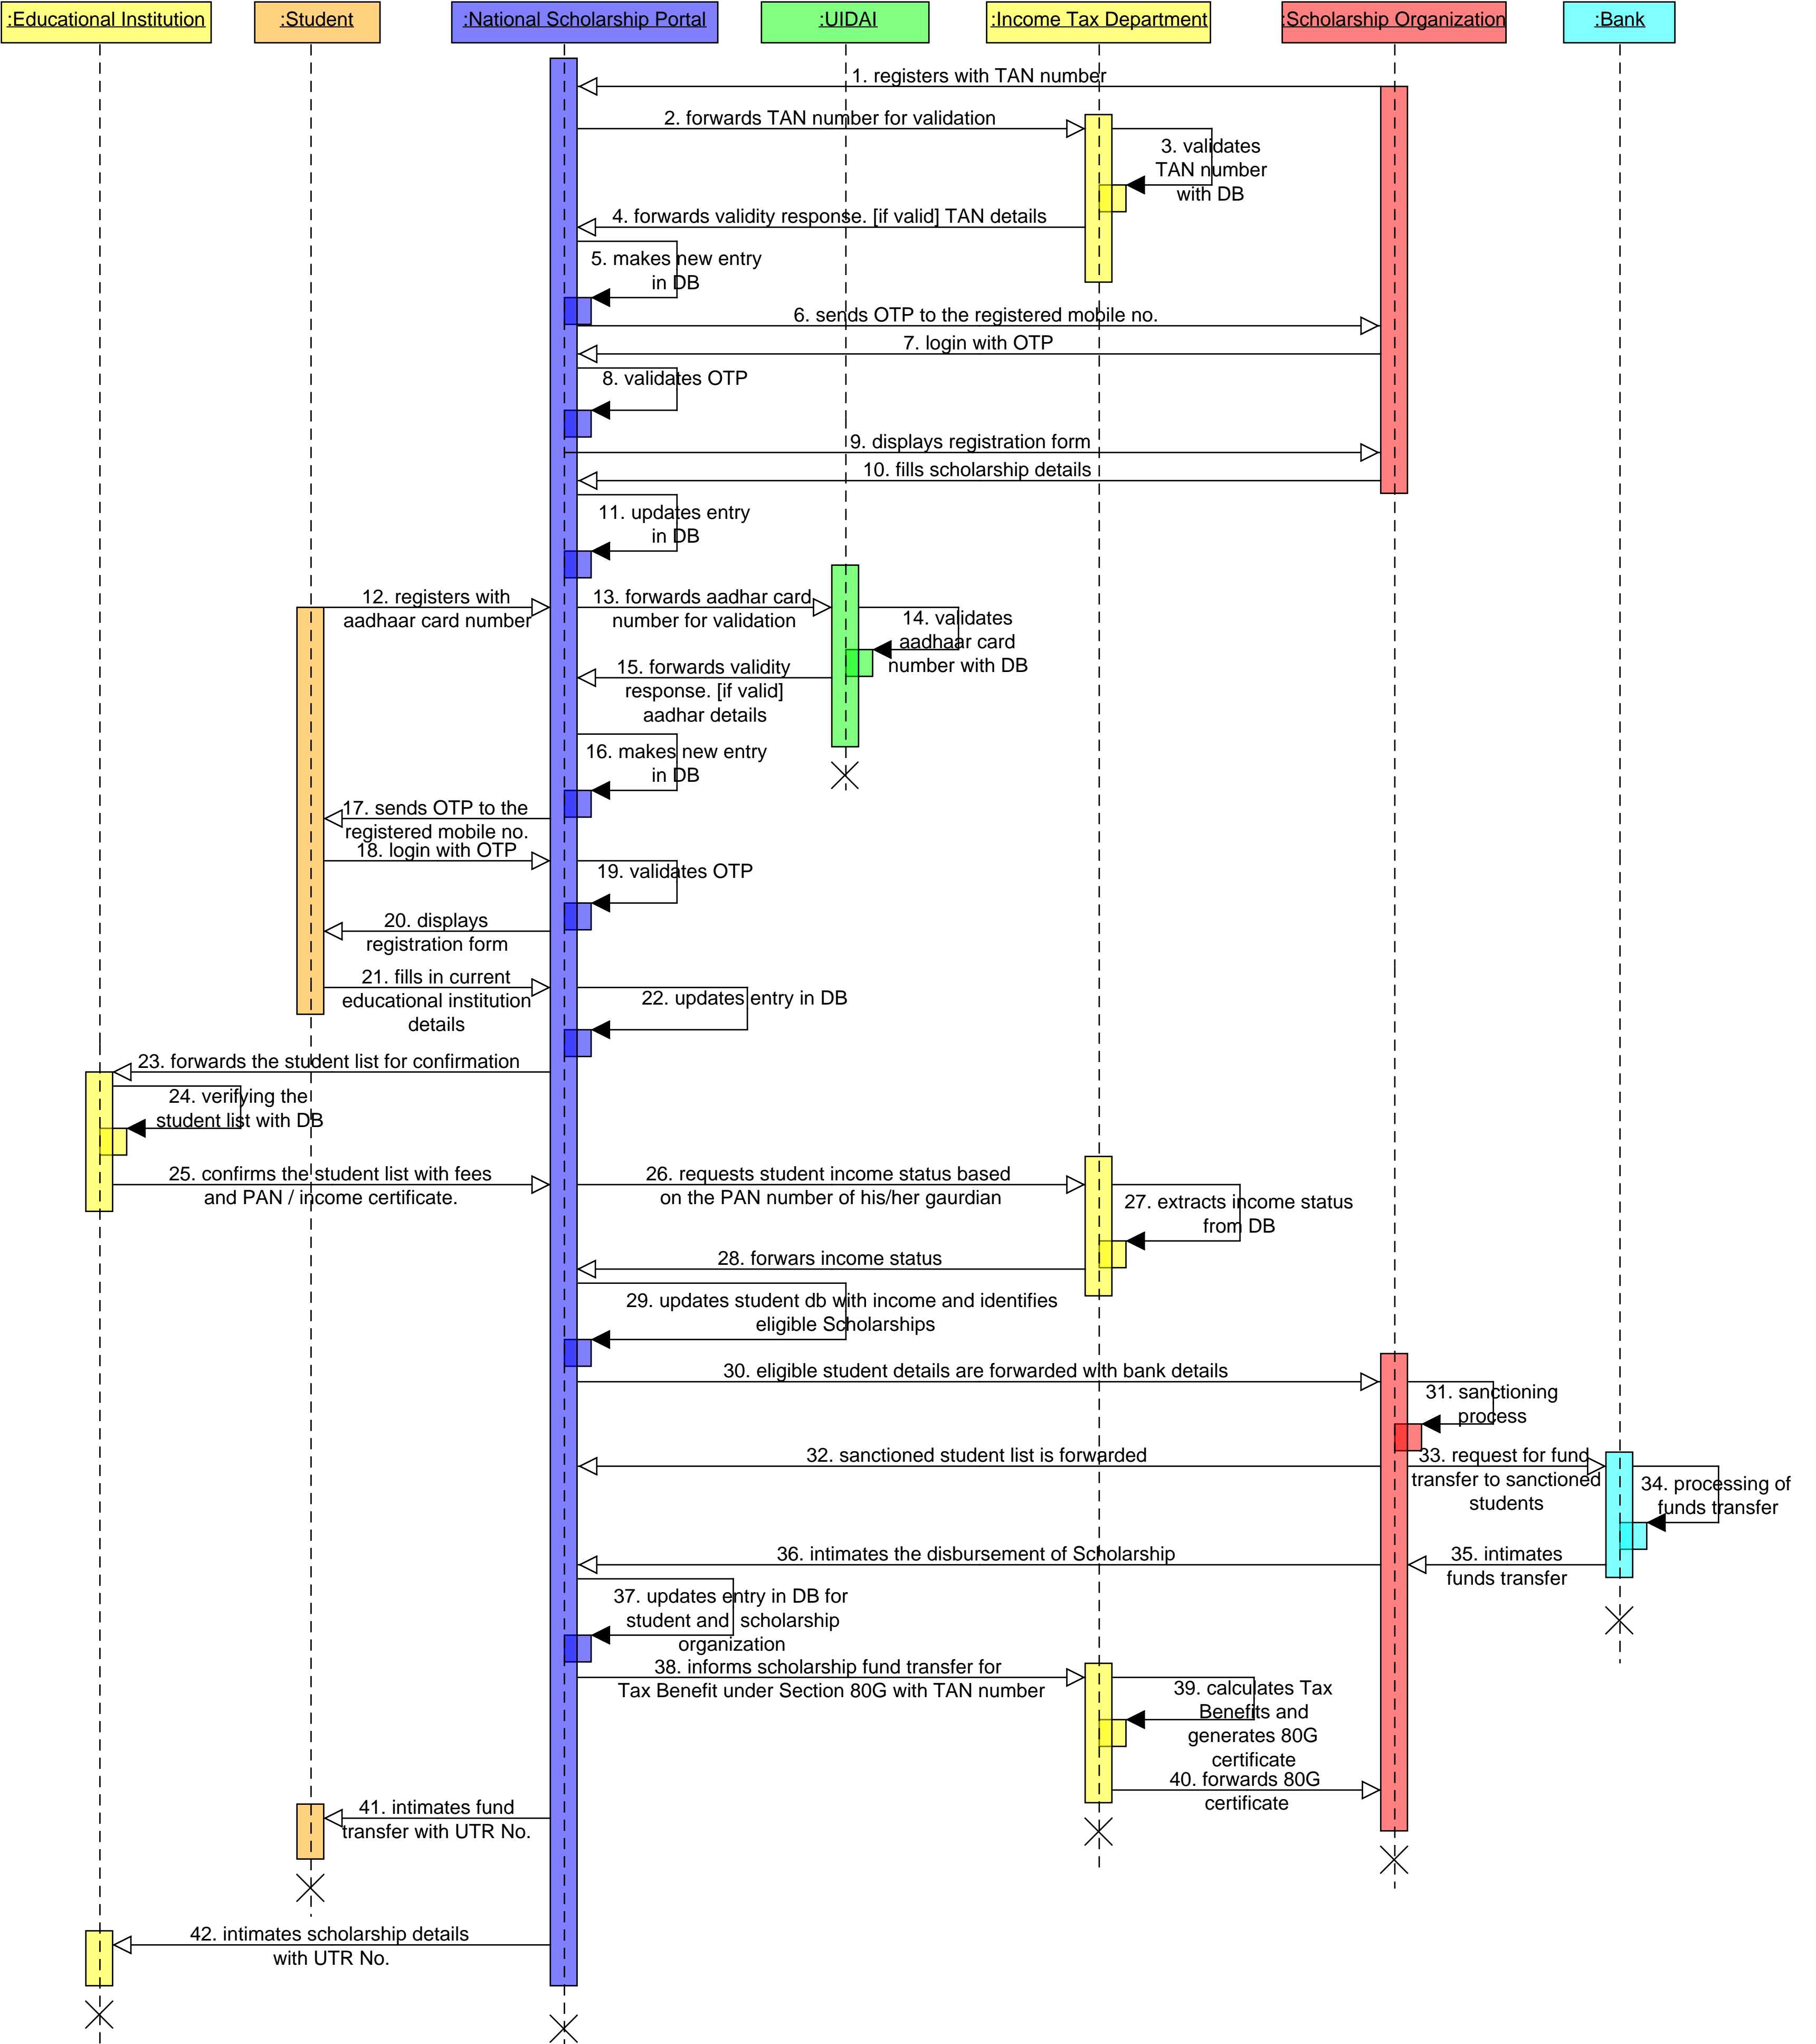 :Educational Institution
:Student
:National Scholarship Portal
:UIDAI
:Income Tax Department
:Scholarship Organization
:Bank
1. registers with TAN number
2. forwards TAN number for validation
3. validates
TAN number
with DB
4. forwards validity response. [if valid] TAN details
5. makes new entry
in DB
6. sends OTP to the registered mobile no.
7. login with OTP
8. validates OTP
9. displays registration form
10. fills scholarship details
11. updates entry
in DB
12. registers with
aadhaar card number
13. forwards aadhar card
number for validation
14. validates
aadhaar card
number with DB
15. forwards validity
response. [if valid]
aadhar details
16. makes new entry
in DB
17. sends OTP to the
registered mobile no.
18. login with OTP
19. validates OTP
20. displays
registration form
21. fills in current
educational institution
details
22. updates entry in DB
23. forwards the student list for confirmation
24. verifying the
student list with DB
25. confirms the student list with fees
and PAN / income certificate.
26. requests student income status based
on the PAN number of his/her gaurdian
27. extracts income status
from DB
28. forwars income status
29. updates student db with income and identifies
eligible Scholarships
30. eligible student details are forwarded with bank details
31. sanctioning
process
32. sanctioned student list is forwarded
33. request for fund
transfer to sanctioned
students
34. processing of
funds transfer
36. intimates the disbursement of Scholarship
35. intimates
funds transfer
37. updates entry in DB for
student and  scholarship
organization
38. informs scholarship fund transfer for
Tax Benefit under Section 80G with TAN number
39. calculates Tax
Benefits and
generates 80G
certificate
40. forwards 80G
certificate
41. intimates fund
transfer with UTR No.
42. intimates scholarship details
with UTR No.